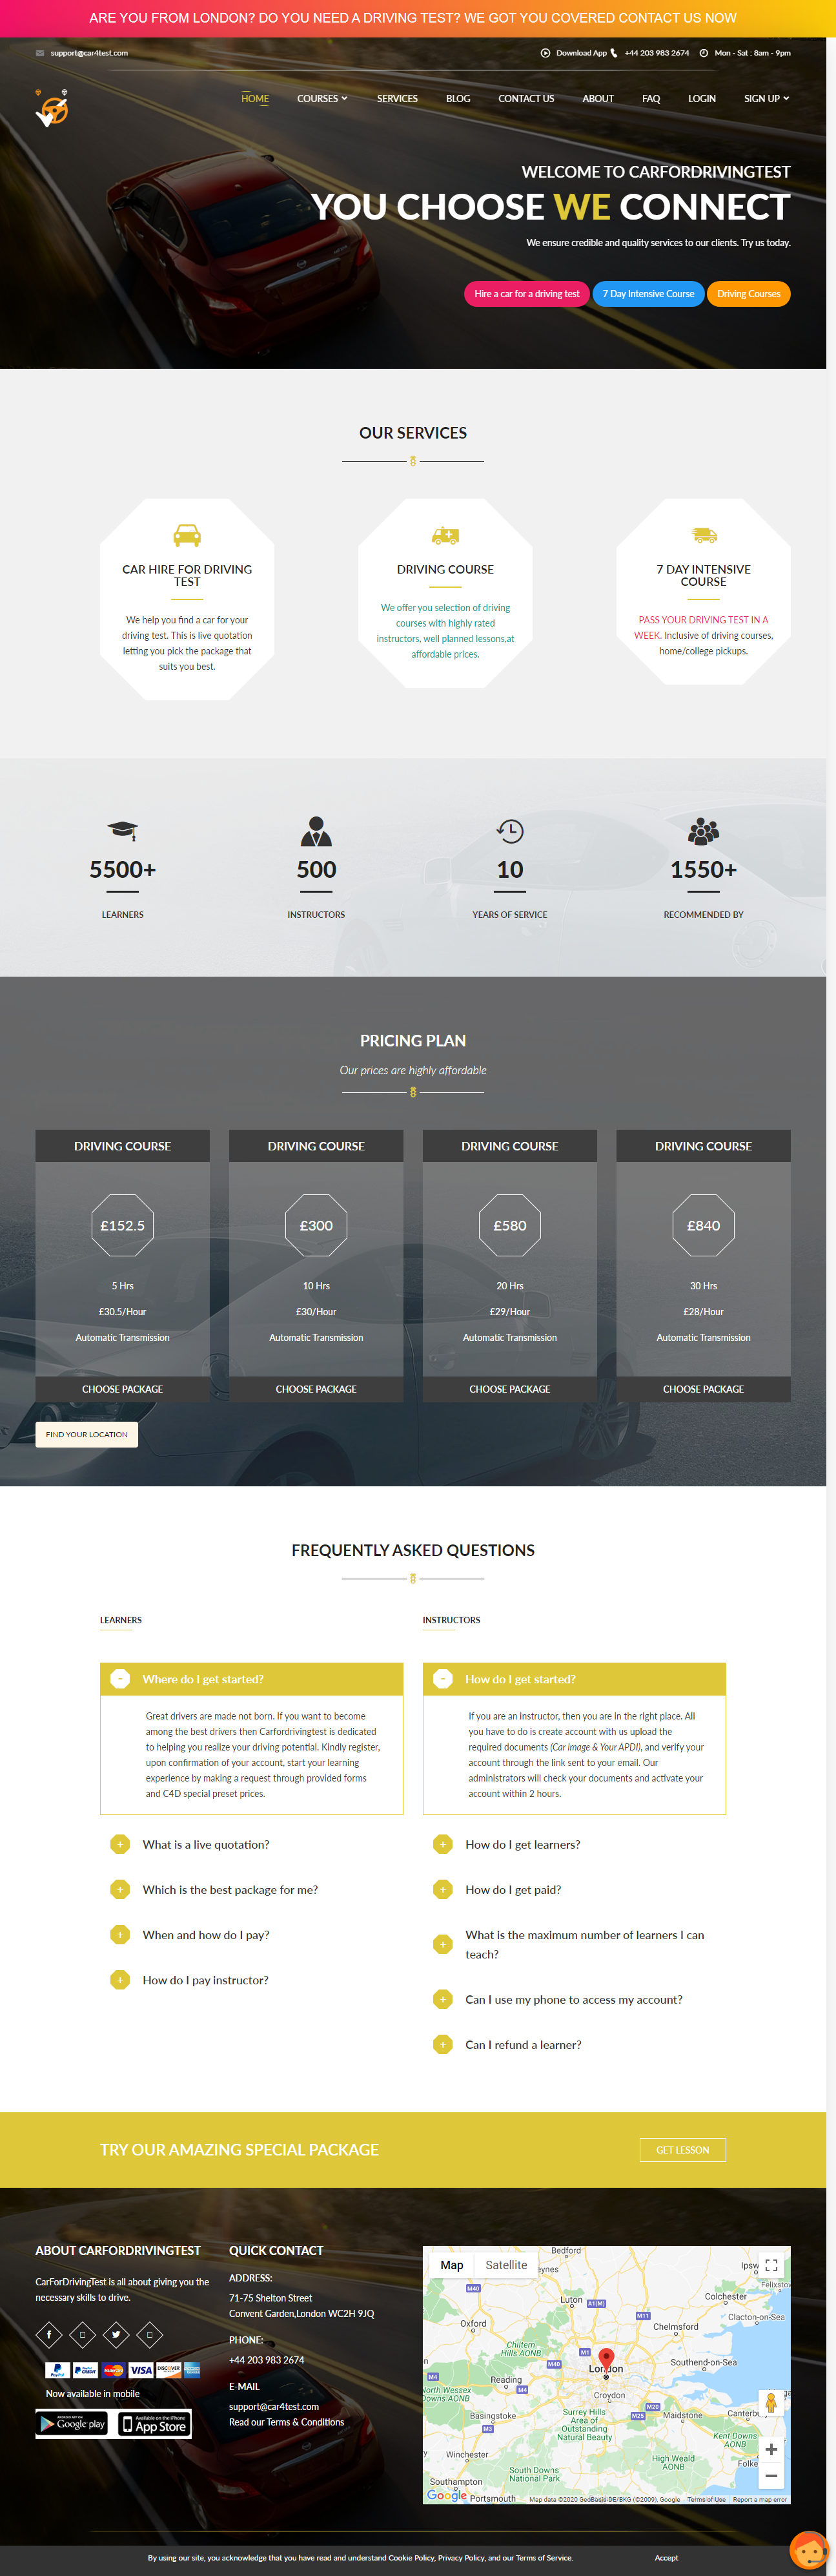 ARE YOU FROM LONDON? DO YOU NEED A DRIVING TEST? WE GOT YOU COVERED CONTACT US NOW
support@car4test.com
Download App
+44 203 983 2674
Mon - Sat : 8am - 9pm
HOME
COURSES
SERVICES
BLOG
CONTACT US
ABOUT
FAQ
LOGIN
SIGN UP
WELCOME TO CARFORDRIVINGTEST
YOU CHOOSE WE CONNECT
We ensure credible and quality services to our clients. Try us today.
Hire a car for a driving test
7 Day Intensive Course
Driving Courses
OUR SERVICES
CAR HIRE FOR DRIVING
TEST
We help you find a car for your
driving test. This is live quotation
letting you pick the package that
suits you best.
DRIVING COURSE
We offer you selection of driving
courses with highly rated
instructors, well planned lessons,at
affordable prices.
7 DAY INTENSIVE
COURSE
PASS YOUR DRIVING TEST IN A
WEEK. Inclusive of driving courses,
home/college pickups.
5500+
LEARNERS
500
INSTRUCTORS
10
YEARS OF SERVICE
1550+
RECOMMENDED BY
PRICING PLAN
Our prices are highly affordable
DRIVING COURSE
£152.5
5 Hrs
£30.5/Hour
Automatic Transmission
CHOOSE PACKAGE
DRIVING COURSE
£300
10 Hrs
£30/Hour
Automatic Transmission
CHOOSE PACKAGE
DRIVING COURSE
£580
20 Hrs
£29/Hour
Automatic Transmission
CHOOSE PACKAGE
DRIVING COURSE
£840
30 Hrs
£28/Hour
Automatic Transmission
CHOOSE PACKAGE
FIND YOUR LOCATION
FREQUENTLY ASKED QUESTIONS
LEARNERS
Where do I get started?
Great drivers are made not born. If you want to become
among the best drivers then Carfordrivingtest is dedicated
to helping you realize your driving potential. Kindly register,
upon confirmation of your account, start your learning
experience by making a request through provided forms
and C4D special preset prices.
What is a live quotation?
Which is the best package for me?
When and how do I pay?
How do I pay instructor?
INSTRUCTORS
How do I get started?
If you are an instructor, then you are in the right place. All
you have to do is create account with us upload the
required documents (Car image & Your APDI), and verify your
account through the link sent to your email. Our
administrators will check your documents and activate your
account within 2 hours.
How do I get learners?
How do I get paid?
What is the maximum number of learners I can
teach?
Can I use my phone to access my account?
Can I refund a learner?
TRY OUR AMAZING SPECIAL PACKAGE
GET LESSON
ABOUT CARFORDRIVINGTEST
CarForDrivingTest is all about giving you the
necessary skills to drive.
PayPal
VISA
DISCOVER
Now available in mobile
Google play
Available on the iPhone
App Store
QUICK CONTACT
ADDRESS:
71-75 Shelton Street
Convent Garden,London WC2H 9JQ
PHONE:
+44 203 983 2674
E-MAIL
support@car4test.com
Read our Terms & Conditions
Map
Satellite
Bedford
eynes
Ipsw
Felixstov
M40
Luton
A1(M)
Colchester
M11
Clacton-on-Sea
Oxford
Chelmsford
Chiltern
Hills AONB
M1
M40
London
Southend-on-Sea
M4
Reading
North Wessex
Downs AONB
M4
Croydon
Basingstoke
Surrey Hills
Area of
Outstanding
Natural Beauty
M25
M20
Maidstone
Canterb
M3
Kent Downs
AONB
Winchester
High Weald
AONB
Folke
South Downs
National Park
Southampton
Google
Portsmouth
Map data ©2020 GeoBasis-DE/BKG (©2009), Google
Terms of Use
Report a map error
By using our site, you acknowledge that you have read and understand Cookie Policy, Privacy Policy, and our Terms of Service.
Accept